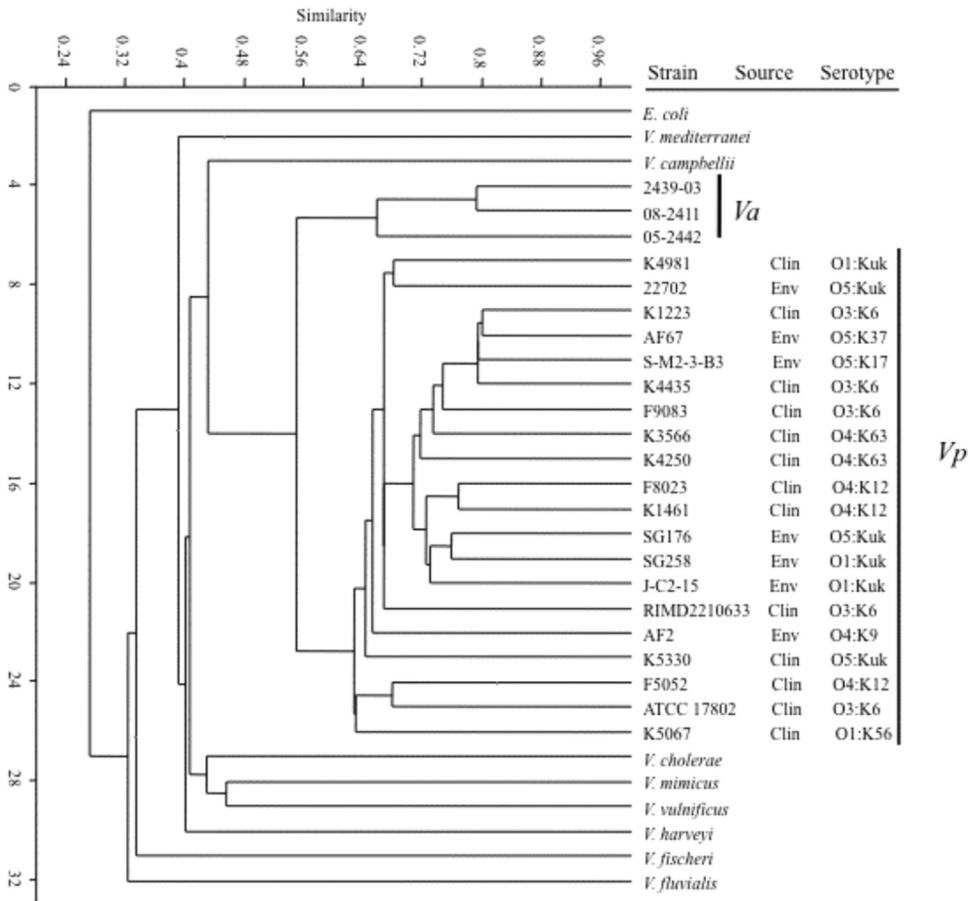 Similarity
0.24 0.32 0.4 0.48 0.56 0.64 0.72 0.8 0.88 0.96
Strain Source Serotype
0
E. coli
V. mediterranei
V. campbellii
4
2439-03
08-2411 Va
05-2442
K4981 Clin O1:Kuk
8
22702 Env O5:Kuk
K1223 Clin O3:K6
AF67 Env O5:K37
S-M2-3-B3 Env O5:K17
12
K4435 Clin O3:K6
F9083 Clin O3:K6
K3566 Clin O4:K63
Vp
K4250 Clin O4:K63
16
F8023 Clin O4:K12
K1461 Clin O4:K12
SG176 Env O5:Kuk
SG258 Env O1:Kuk
20
J-C2-15 Env O1:Kuk
RIMD2210633 Clin O3:K6
AF2 Env O4:K9
K5330 Clin O5:Kuk
24
F5052 Clin O4:K12
ATCC 17802 Clin O3:K6
K5067 Clin O1:K56
V. cholerae
28
V. mimicus
V. vulnificus
V. harveyi
V. fischeri
32
V. fluvialis